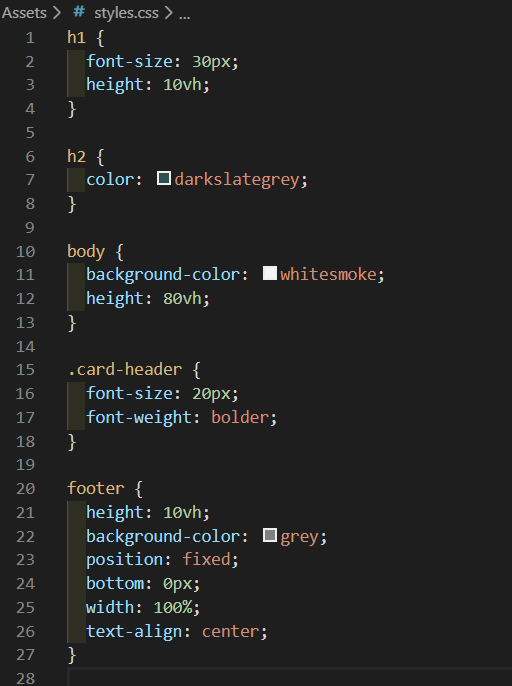 Assets > # styles.css > ...
1 h1 {
2 font-size: 30px;
3 height: 10vh;
4 }
5
6 h2 {
7 color: darkslategrey;
8 }
9
10 body {
11 background-color: whitesmoke;
12 height: 80vh;
13 }
14
15 .card-header {
16 font-size: 20px;
17 font-weight: bolder;
18 }
19
20 footer {
21 height: 10vh;
22 background-color: grey;
23 position: fixed;
24 bottom: 0px;
25 width: 100%;
26 text-align: center;
27 }
28